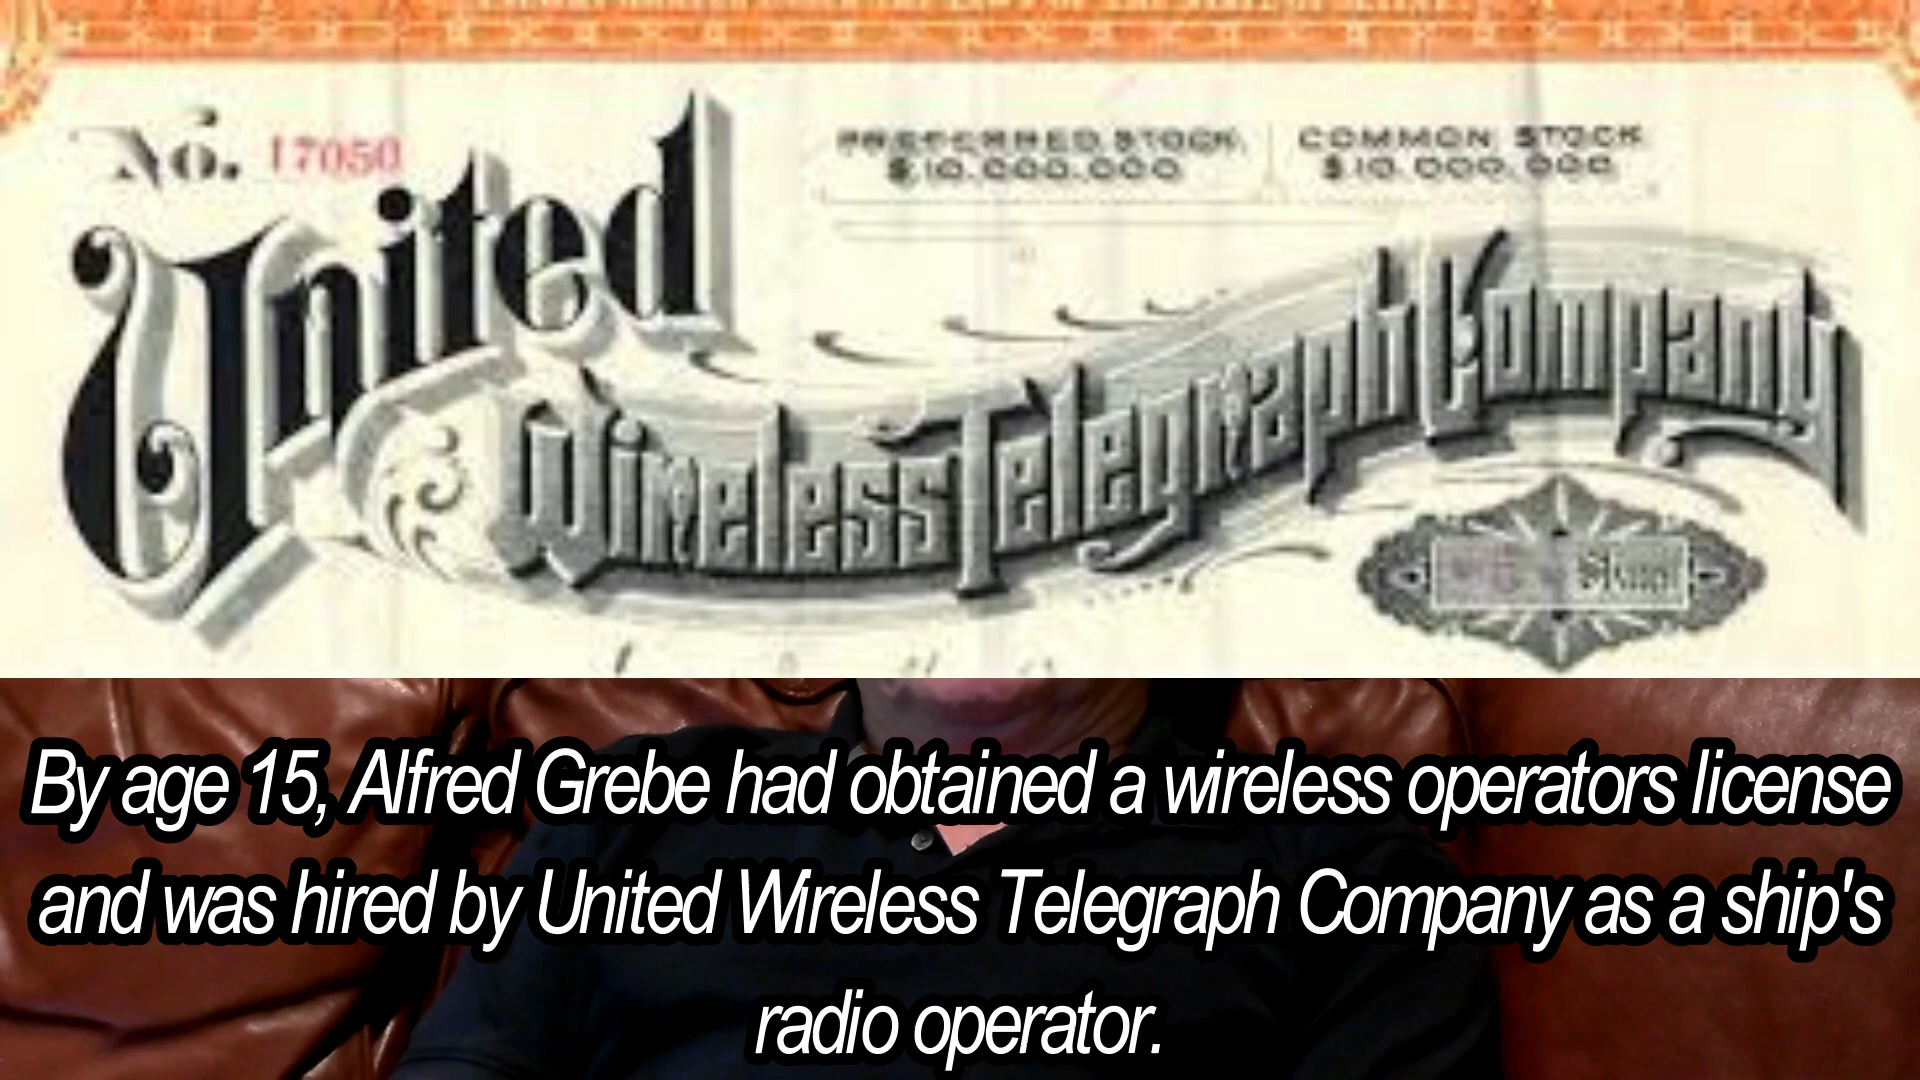 No. 17050
PREFERRED STOCK.
$10.000.000.
COMMON STOCK
$10.000.000.
United
Wireless Telegraph Company
Shares
By age 15, Alfred Grebe had obtained a wireless operators license
and was hired by United Wireless Telegraph Company as a ship's
radio operator.